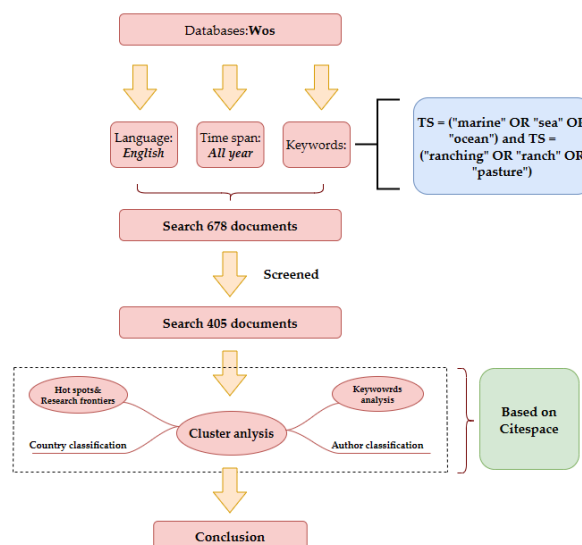 Databases:Wos
Language:
English
Time span:
All year
Keywords:
TS = ("marine" OR "sea" OR
"ocean") and TS =
("ranching" OR "ranch" OR
"pasture")
Search 678 documents
Screened
Search 405 documents
Hot spots&
Research frontiers
Keywowrds
analysis
Cluster anlysis
Country classification
Author classification
Based on
Citespace
Conclusion